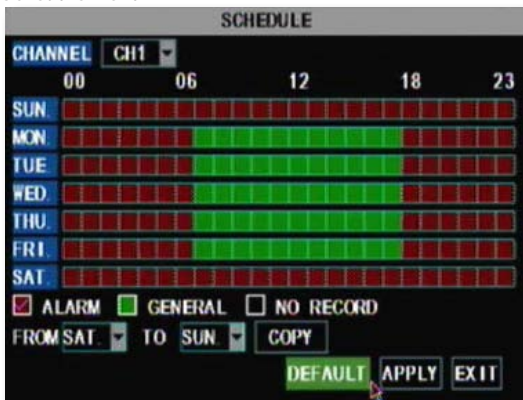 SCHEDULE
CHANNEL CH1
00 06 12 18 23
SUN.
MON.
TUE
WED.
THU.
FRI.
SAT.
ALARM GENERAL NO RECORD
FROM SAT. TO SUN. COPY
DEFAULT APPLY EXIT